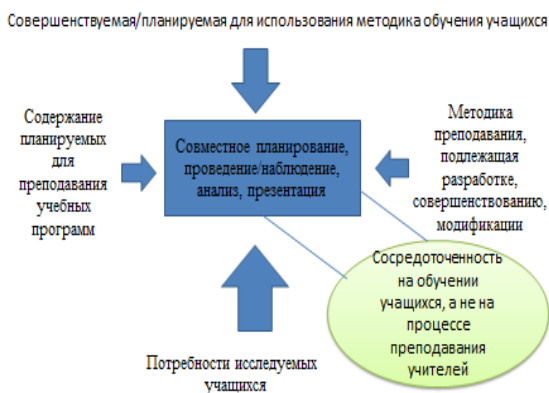 Совершенствуемая/планируемая для использования методика обучения учащихся
Содержание
планируемых
для
преподавания
учебных
программ
Совместное планирование,
проведение/наблюдение,
анализ, презентация
Методика
преподавания,
подлежащая
разработке,
совершенствованию,
модификации
Сосредоточенность
на обучении
учащихся, а не на
процессе
преподавания
учителей
Потребности исследуемых
учащихся